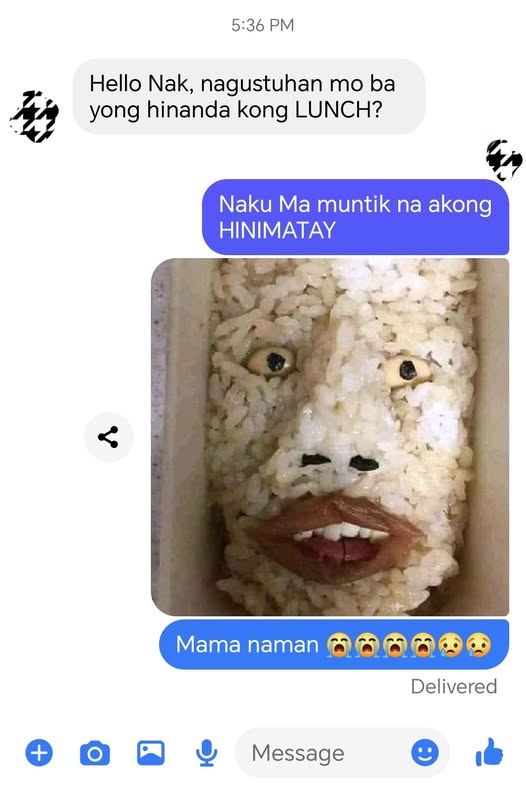 5:36 PM
Hello Nak, nagustuhan mo ba
yong hinanda kong LUNCH?
Naku Ma muntik na akong
HINIMATAY
Mama naman 😭😭😭😭😢😢
Delivered
Message